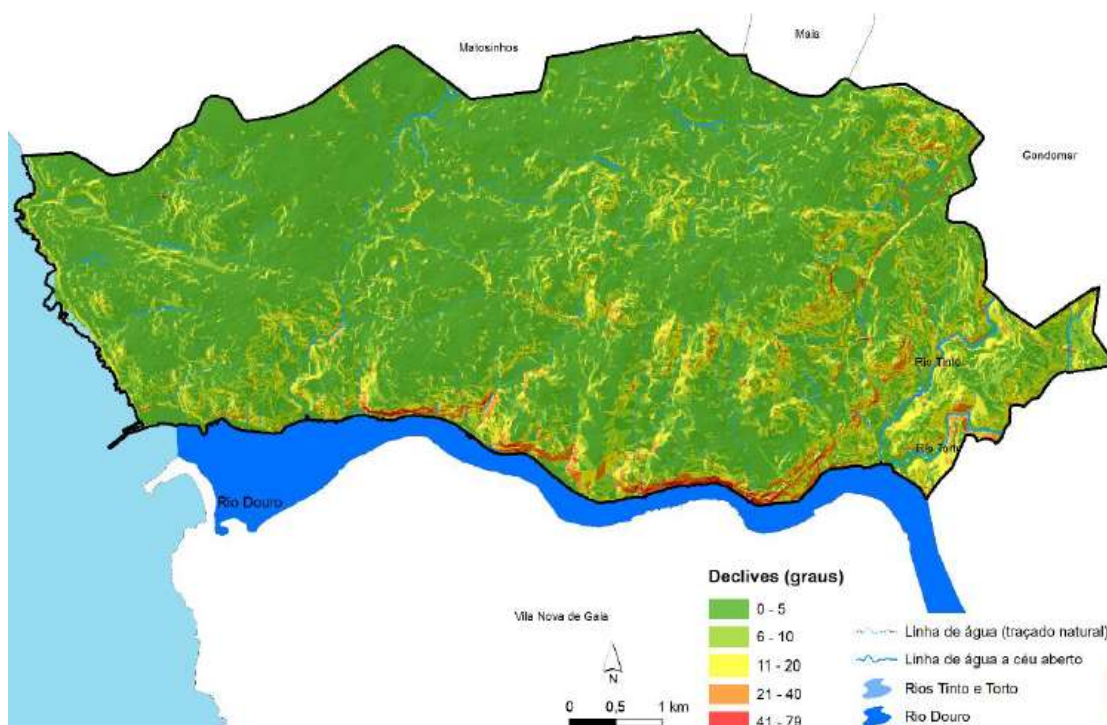 Matosinhos
Maia
Gondomar
Rio Tinto
Rio Torto
Rio Douro
Vila Nova de Gaia
N
0 0,5 1 km
Declives (graus)
0 - 5
6 - 10
11 - 20
21 - 40
41 - 79
Linha de água (traçado natural)
Linha de água a céu aberto
Rios Tinto e Torto
Rio Douro